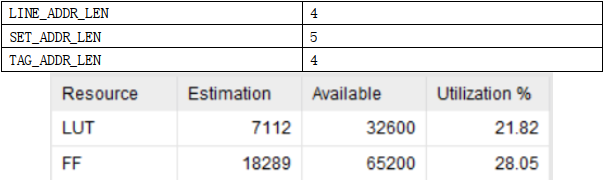 LINE_ADDR_LEN 4
SET_ADDR_LEN 5
TAG_ADDR_LEN 4
Resource Estimation Available Utilization %
LUT 7112 32600 21.82
FF 18289 65200 28.05